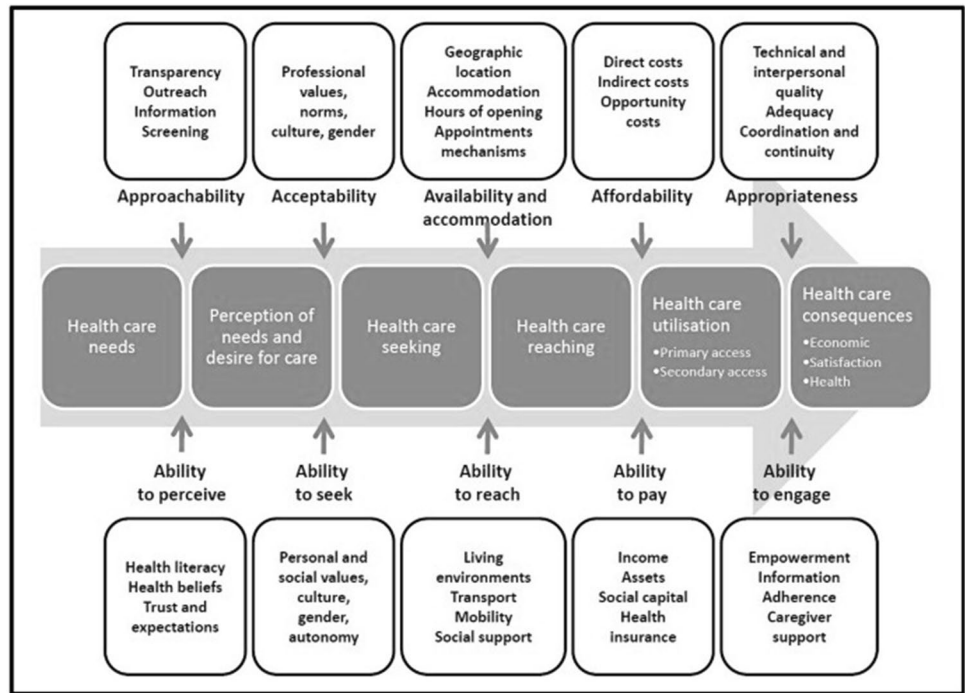 Transparency
Outreach
Information
Screening
Professional
values,
norms,
culture, gender
Geographic
location
Accommodation
Hours of opening
Appointments
mechanisms
Direct costs
Indirect costs
Opportunity
costs
Technical and
interpersonal
quality
Adequacy
Coordination and
continuity
Approachability
Acceptability
Availability and
accommodation
Affordability
Appropriateness
Health care
needs
Perception of
needs and
desire for care
Health care
seeking
Health care
reaching
Health care
utilisation
•Primary access
•Secondary access
Health care
consequences
•Economic
•Satisfaction
•Health
Ability
to perceive
Ability
to seek
Ability
to reach
Ability
to pay
Ability
to engage
Health literacy
Health beliefs
Trust and
expectations
Personal and
social values,
culture,
gender,
autonomy
Living
environments
Transport
Mobility
Social support
Income
Assets
Social capital
Health
insurance
Empowerment
Information
Adherence
Caregiver
support